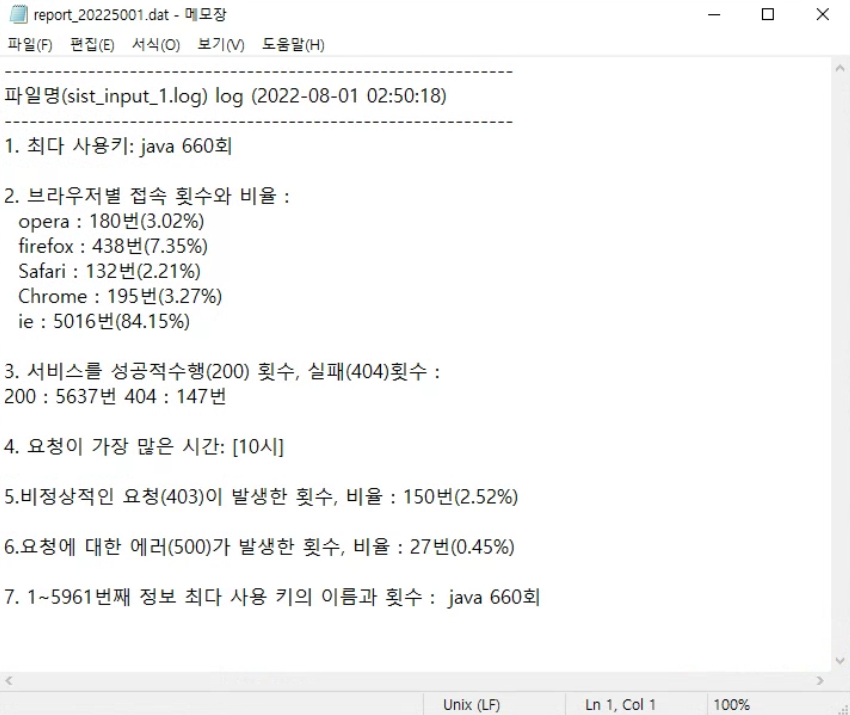 report_20225001.dat - 메모장
파일(F) 편집(E) 서식(O) 보기(V) 도움말(H)
-------------------------------------------------------------
파일명(sist_input_1.log) log (2022-08-01 02:50:18)
-------------------------------------------------------------
1. 최다 사용키: java 660회
2. 브라우저별 접속 횟수와 비율 :
opera : 180번(3.02%)
firefox : 438번(7.35%)
Safari : 132번(2.21%)
Chrome : 195번(3.27%)
ie : 5016번(84.15%)
3. 서비스를 성공적수행(200) 횟수, 실패(404)횟수 :
200 : 5637번 404 : 147번
4. 요청이 가장 많은 시간: [10시]
5.비정상적인 요청(403)이 발생한 횟수, 비율 : 150번(2.52%)
6.요청에 대한 에러(500)가 발생한 횟수, 비율 : 27번(0.45%)
7. 1~5961번째 정보 최다 사용 키의 이름과 횟수 :  java 660회
Unix (LF) Ln 1, Col 1 100%